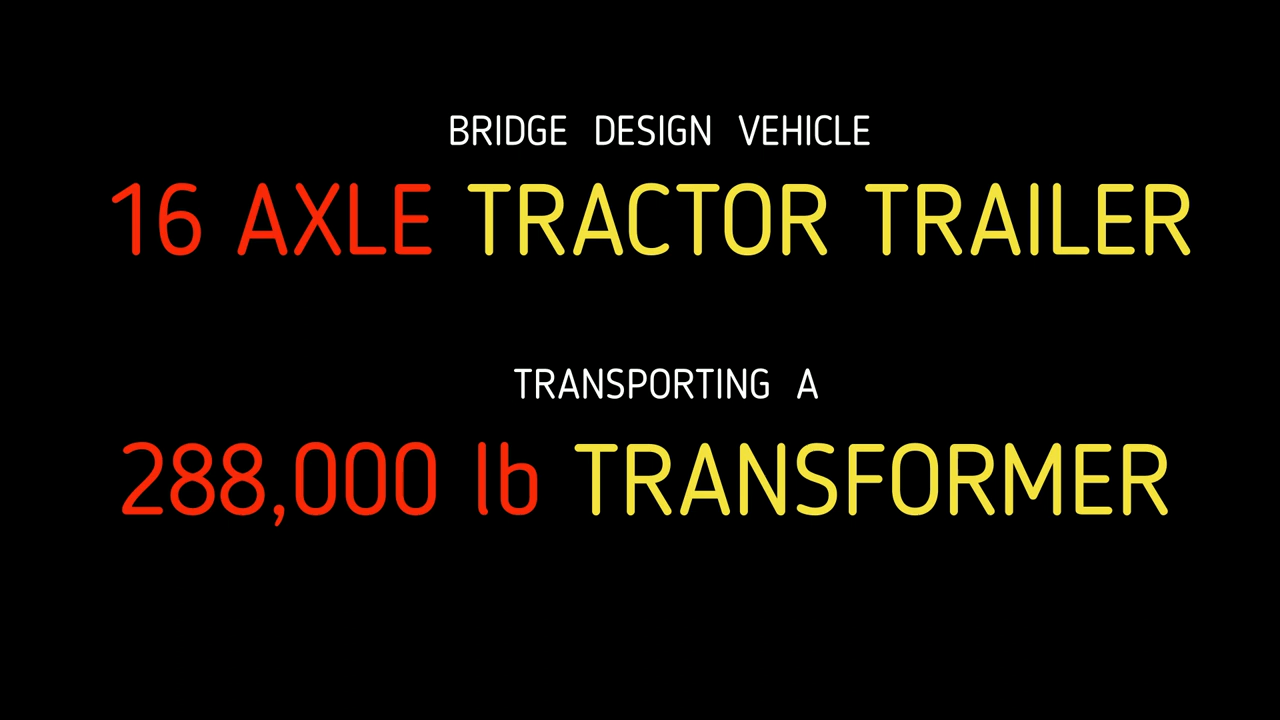 BRIDGE DESIGN VEHICLE
16 AXLE TRACTOR TRAILER
TRANSPORTING A
288,000 lb TRANSFORMER